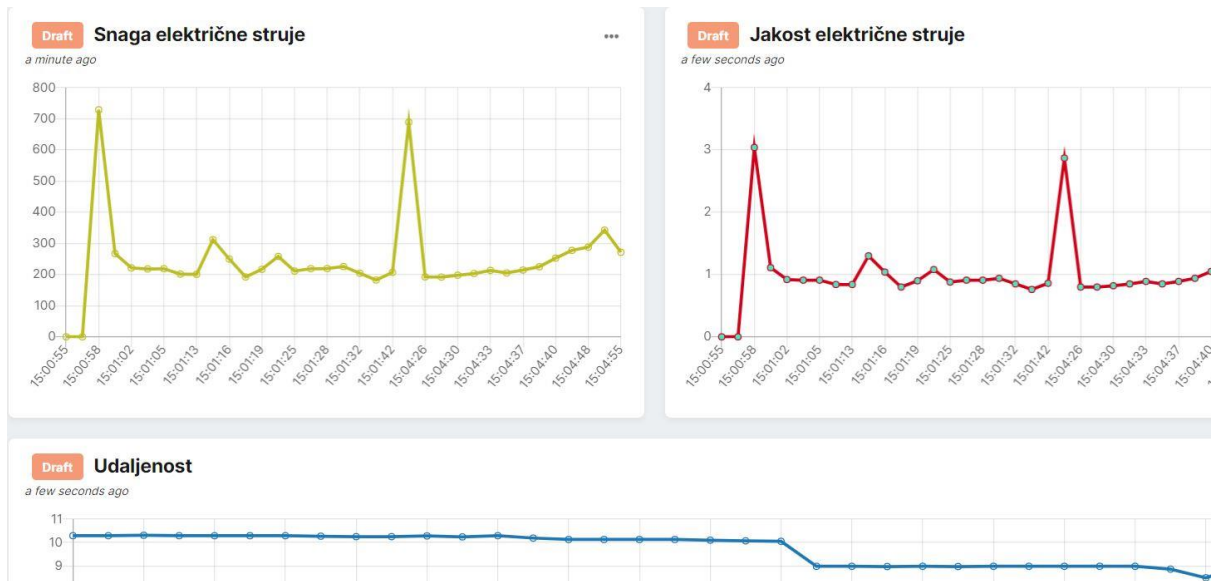 Draft Snaga električne struje
a minute ago
800
700
600
500
400
300
200
100
0
15:00:55 15:00:58 15:01:02 15:01:05 15:01:13 15:01:16 15:01:19 15:01:25 15:01:28 15:01:32 15:01:42 15:04:26 15:04:30 15:04:33 15:04:37 15:04:40 15:04:48 15:04:55
Draft Jakost električne struje
a few seconds ago
4
3
2
1
0
15:00:55 15:00:58 15:01:02 15:01:05 15:01:13 15:01:16 15:01:19 15:01:25 15:01:28 15:01:32 15:01:42 15:04:26 15:04:30 15:04:33 15:04:37 15:04:40
Draft Udaljenost
a few seconds ago
11
10
9